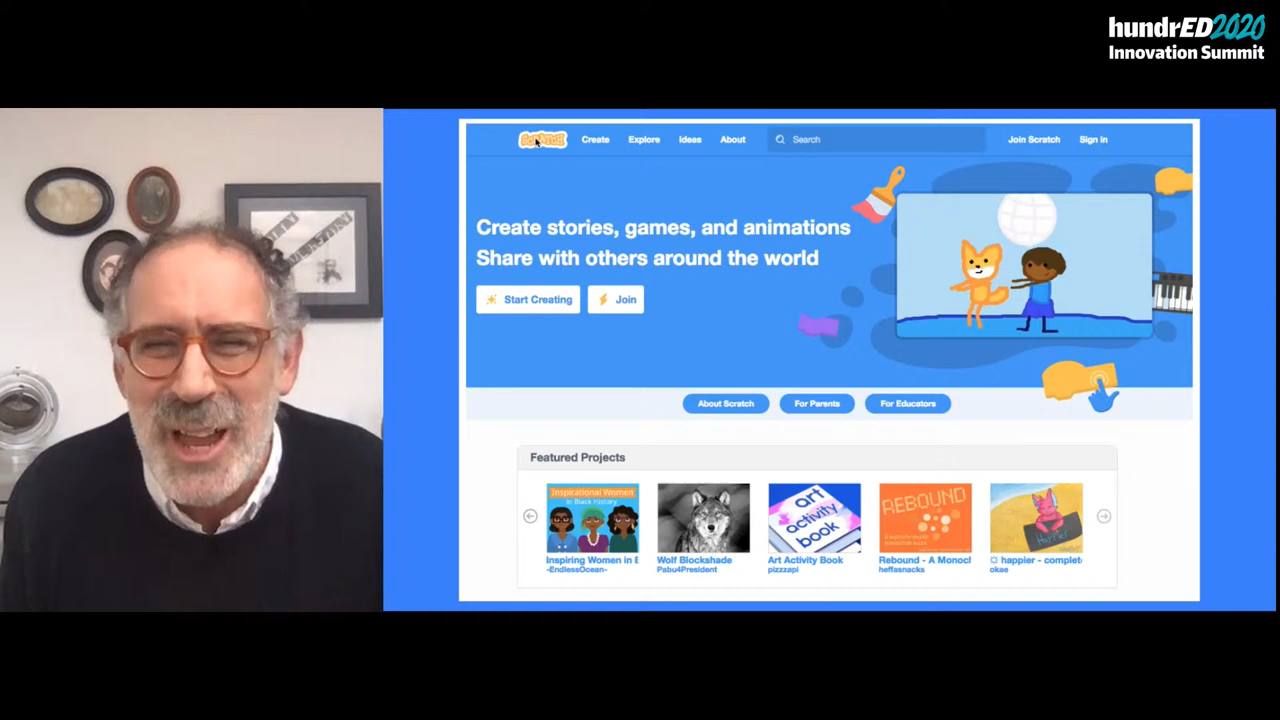 hundrED2020
Innovation Summit
SCRATCH
Create
Explore
Ideas
About
Search
Join Scratch
Sign in
Create stories, games, and animations
Share with others around the world
Start Creating
Join
About Scratch
For Parents
For Educators
Featured Projects
Inspirational Women
In Black History
art
activity
book
REBOUND
Harrier
Inspiring Women in B
Wolf Blockshade
Art Activity Book
Rebound - A Monocl
happier - complete
-EndlessOcean-
Pabu4President
pizzzapi
heffasnacks
okae